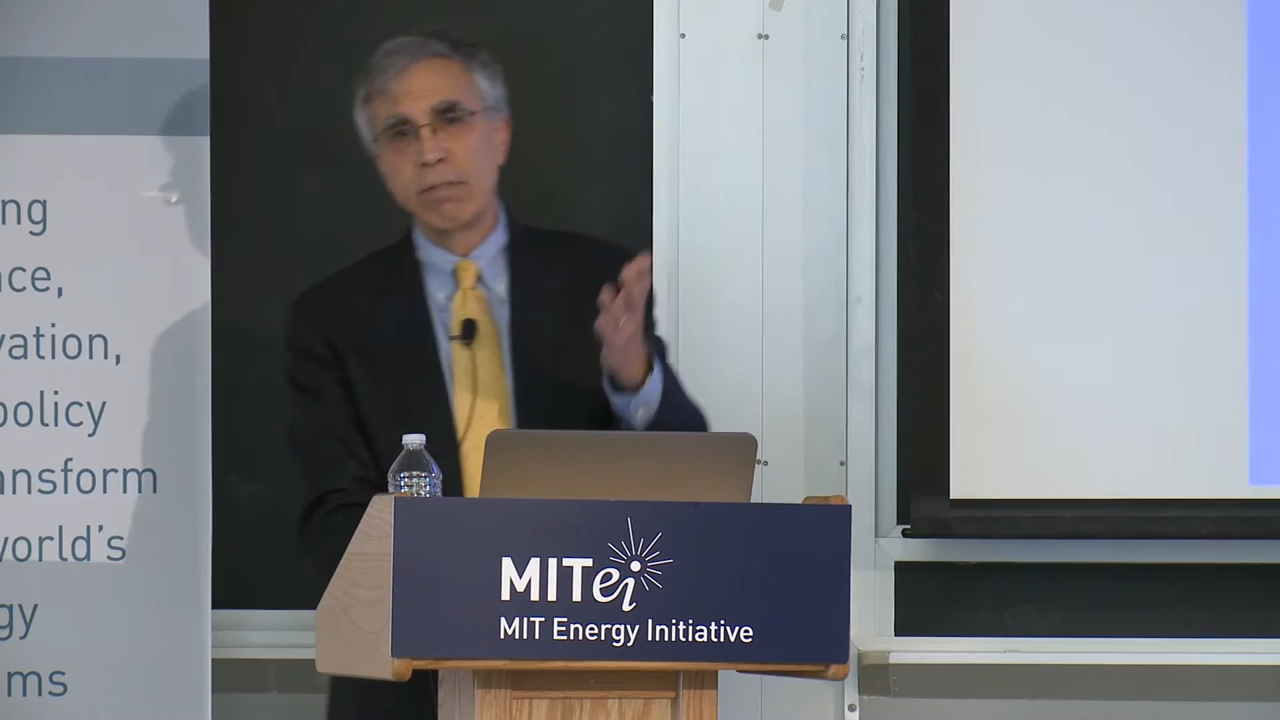 ng
nce,
vation,
policy
ansform
world's
gy
ms
MITei
MIT Energy Initiative